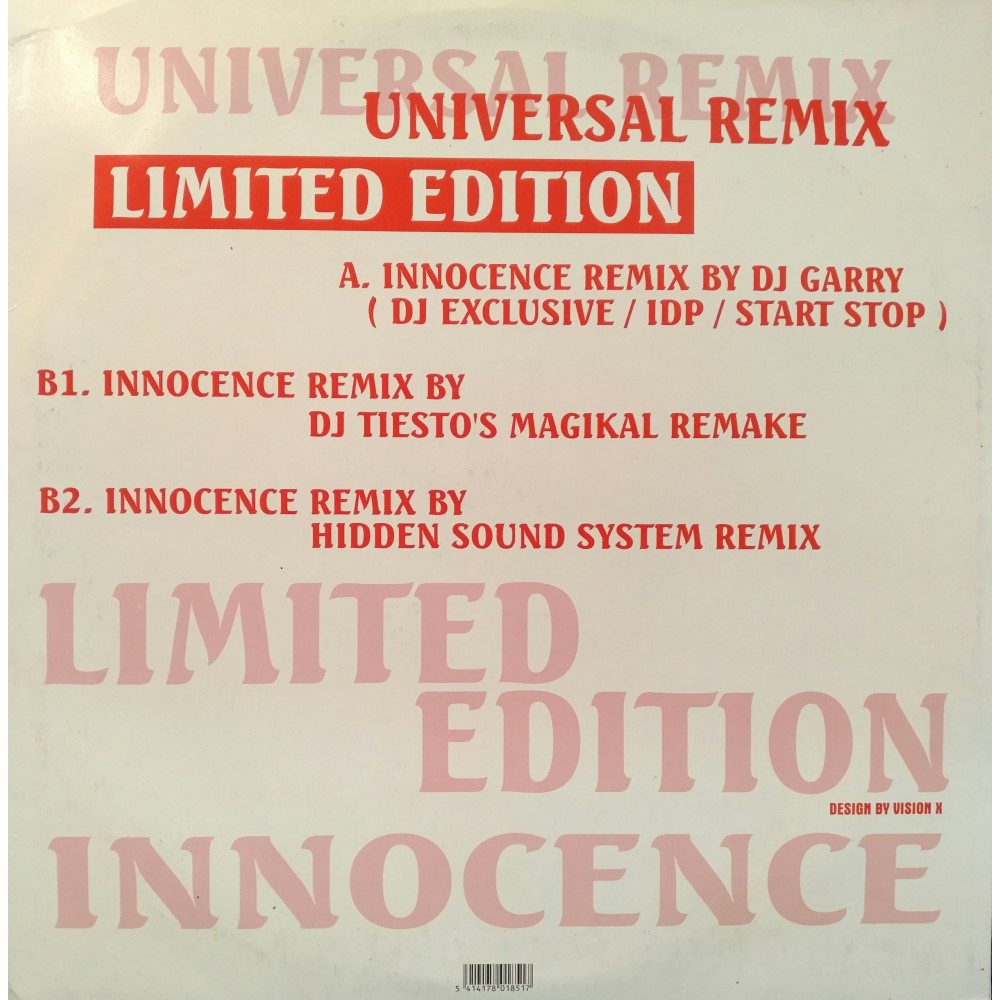 UNIVERSAL REMIX
UNIVERSAL REMIX
LIMITED EDITION
A. INNOCENCE REMIX BY DJ GARRY
( DJ EXCLUSIVE / IDP / START STOP )
B1. INNOCENCE REMIX BY
DJ TIESTO'S MAGIKAL REMAKE
B2. INNOCENCE REMIX BY
HIDDEN SOUND SYSTEM REMIX
LIMITED
EDITION
DESIGN BY VISION X
INNOCENCE
5 414178 018517